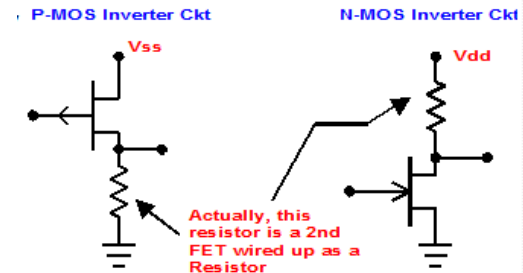 P-MOS Inverter Ckt
N-MOS Inverter Ckt
Vss
Vdd
Actually, this
resistor is a 2nd
FET wired up as a
Resistor